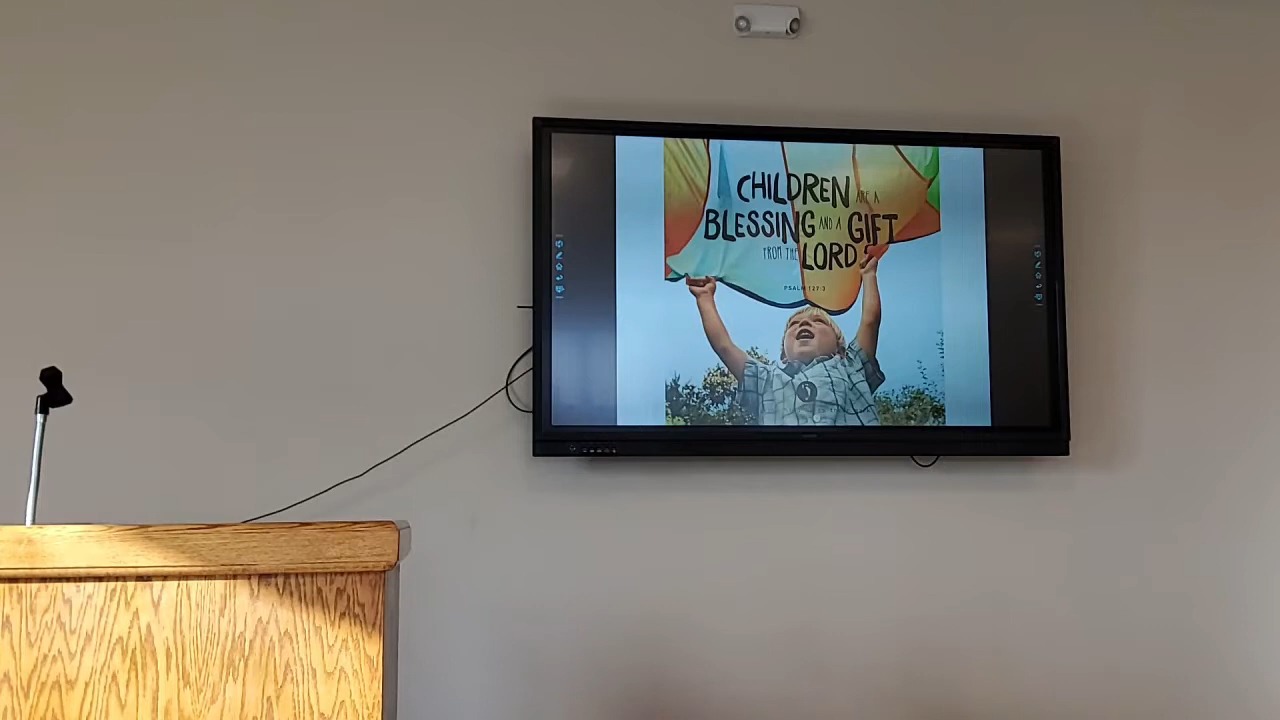 CHILDREN ARE A
BLESSING AND A GIFT
FROM THE LORD.
PSALM 127:3